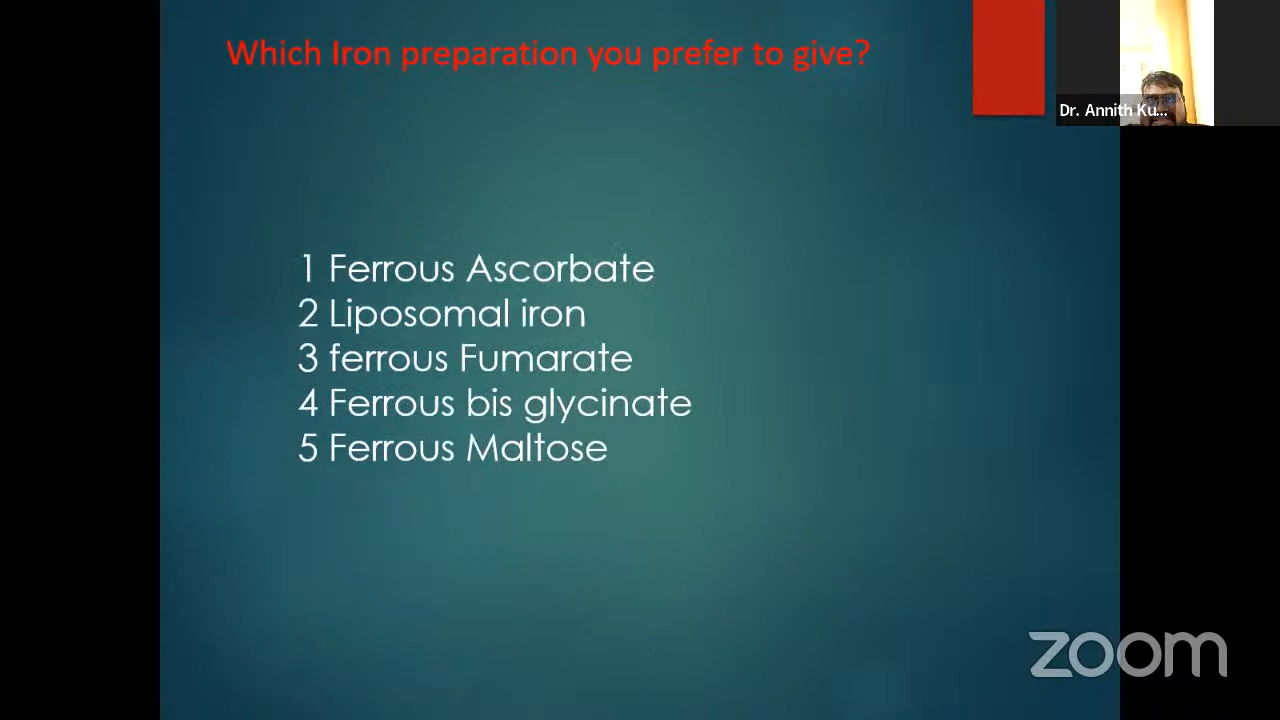 Which Iron preparation you prefer to give?
Dr. Annith Ku...
1 Ferrous Ascorbate
2 Liposomal iron
3 ferrous Fumarate
4 Ferrous bis glycinate
5 Ferrous Maltose
zoom